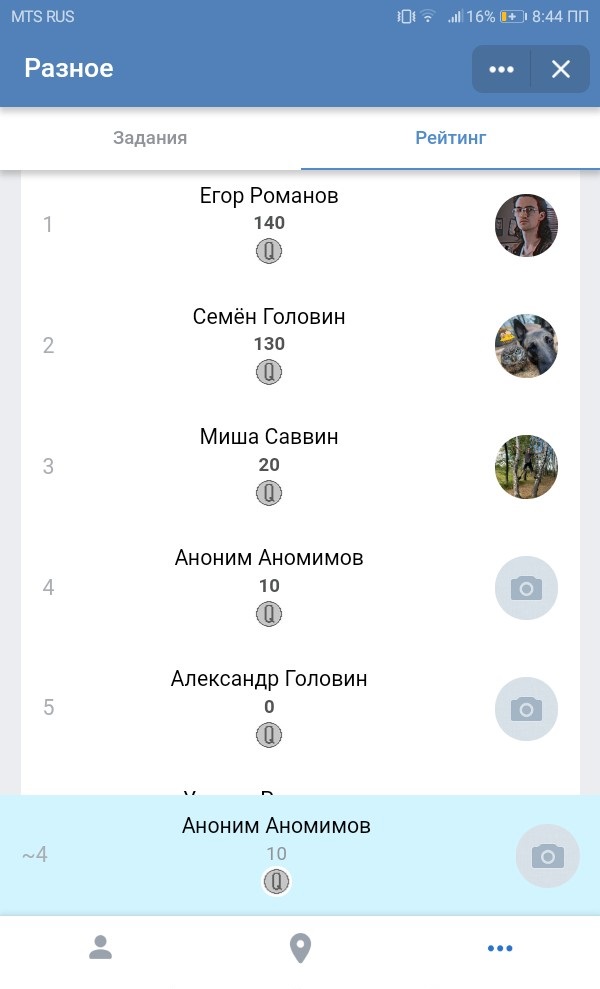 MTS RUS 16% 8:44 ПП
Разное
Задания Рейтинг
Егор Романов
1 140
Q
Семён Головин
2 130
Q
Миша Саввин
3 20
Q
Аноним Аномимов
4 10
Q
Александр Головин
5 0
Q
Аноним Аномимов
~4 10
Q